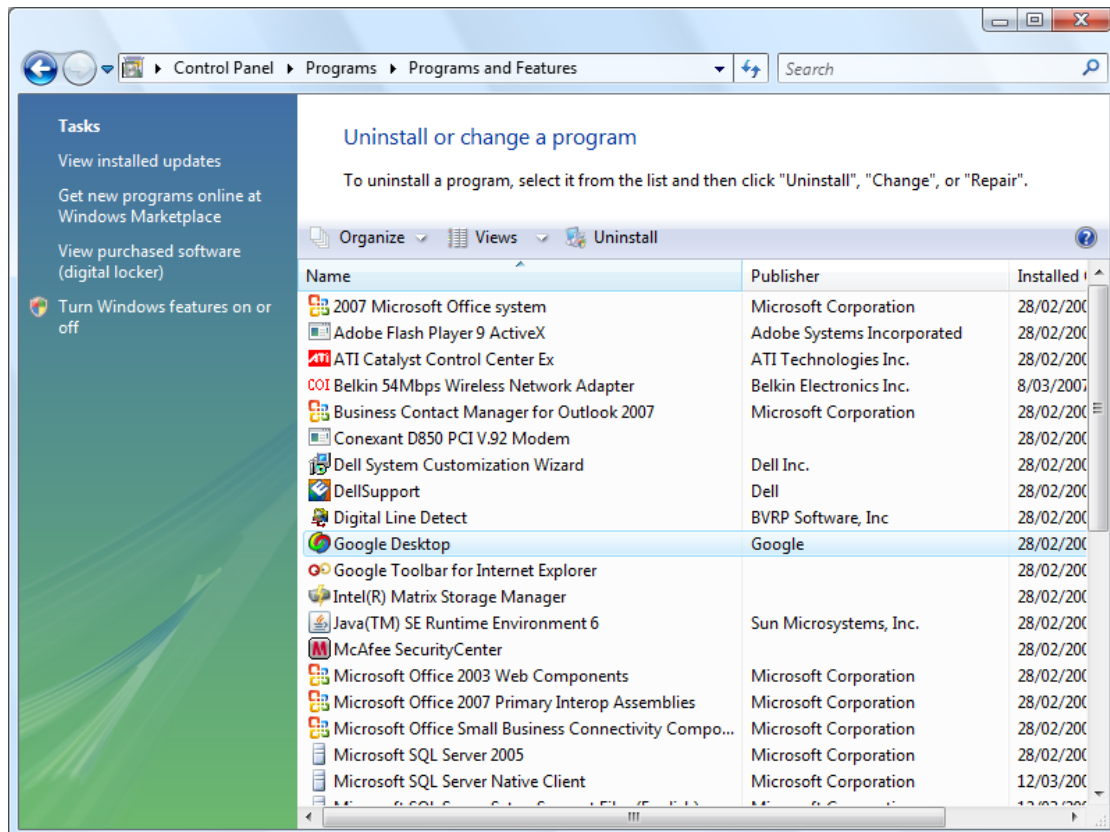 Control Panel Programs Programs and Features Search
Tasks
View installed updates
Get new programs online at
Windows Marketplace
View purchased software
(digital locker)
Turn Windows features on or
off
Uninstall or change a program
To uninstall a program, select it from the list and then click "Uninstall", "Change", or "Repair".
Organize Views Uninstall
Name Publisher Installed
2007 Microsoft Office system Microsoft Corporation 28/02/200
Adobe Flash Player 9 ActiveX Adobe Systems Incorporated 28/02/200
ATI ATI Catalyst Control Center Ex ATI Technologies Inc. 28/02/200
COI Belkin 54Mbps Wireless Network Adapter Belkin Electronics Inc. 8/03/2007
Business Contact Manager for Outlook 2007 Microsoft Corporation 28/02/200
Conexant D850 PCI V.92 Modem 28/02/200
Dell System Customization Wizard Dell Inc. 28/02/200
DellSupport Dell 28/02/200
Digital Line Detect BVRP Software, Inc 28/02/200
Google Desktop Google 28/02/200
Google Toolbar for Internet Explorer 28/02/200
Intel(R) Matrix Storage Manager 28/02/200
Java(TM) SE Runtime Environment 6 Sun Microsystems, Inc. 28/02/200
McAfee SecurityCenter 28/02/200
Microsoft Office 2003 Web Components Microsoft Corporation 28/02/200
Microsoft Office 2007 Primary Interop Assemblies Microsoft Corporation 28/02/200
Microsoft Office Small Business Connectivity Compo... Microsoft Corporation 28/02/200
Microsoft SQL Server 2005 Microsoft Corporation 28/02/200
Microsoft SQL Server Native Client Microsoft Corporation 12/03/200